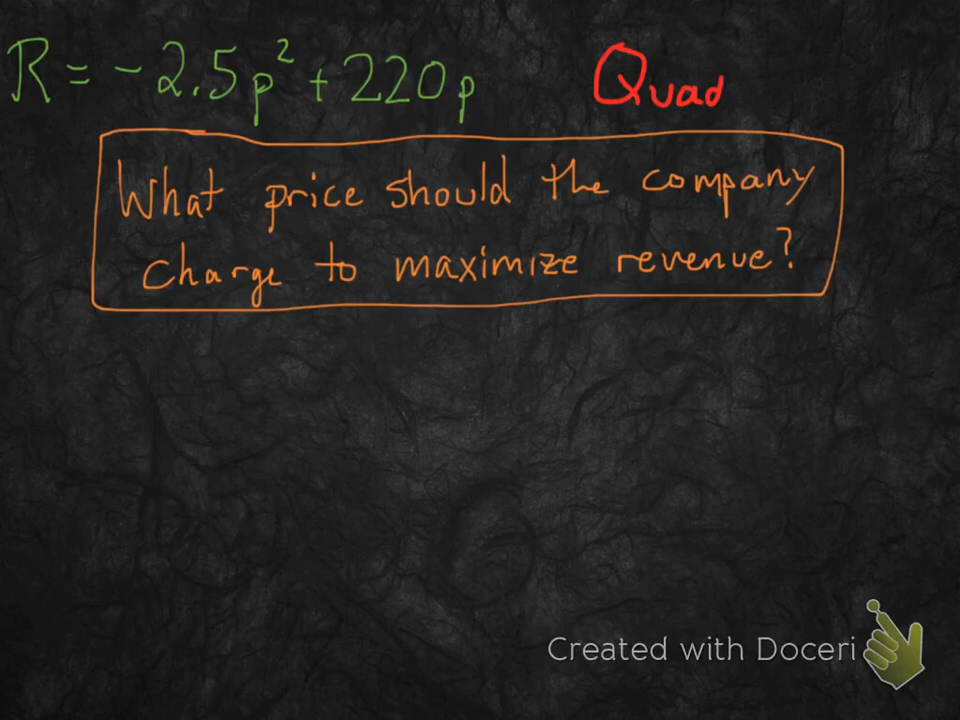 R = -2.5p² + 220p Quad
What price should the company
charge to maximize revenue?
Created with Doceri